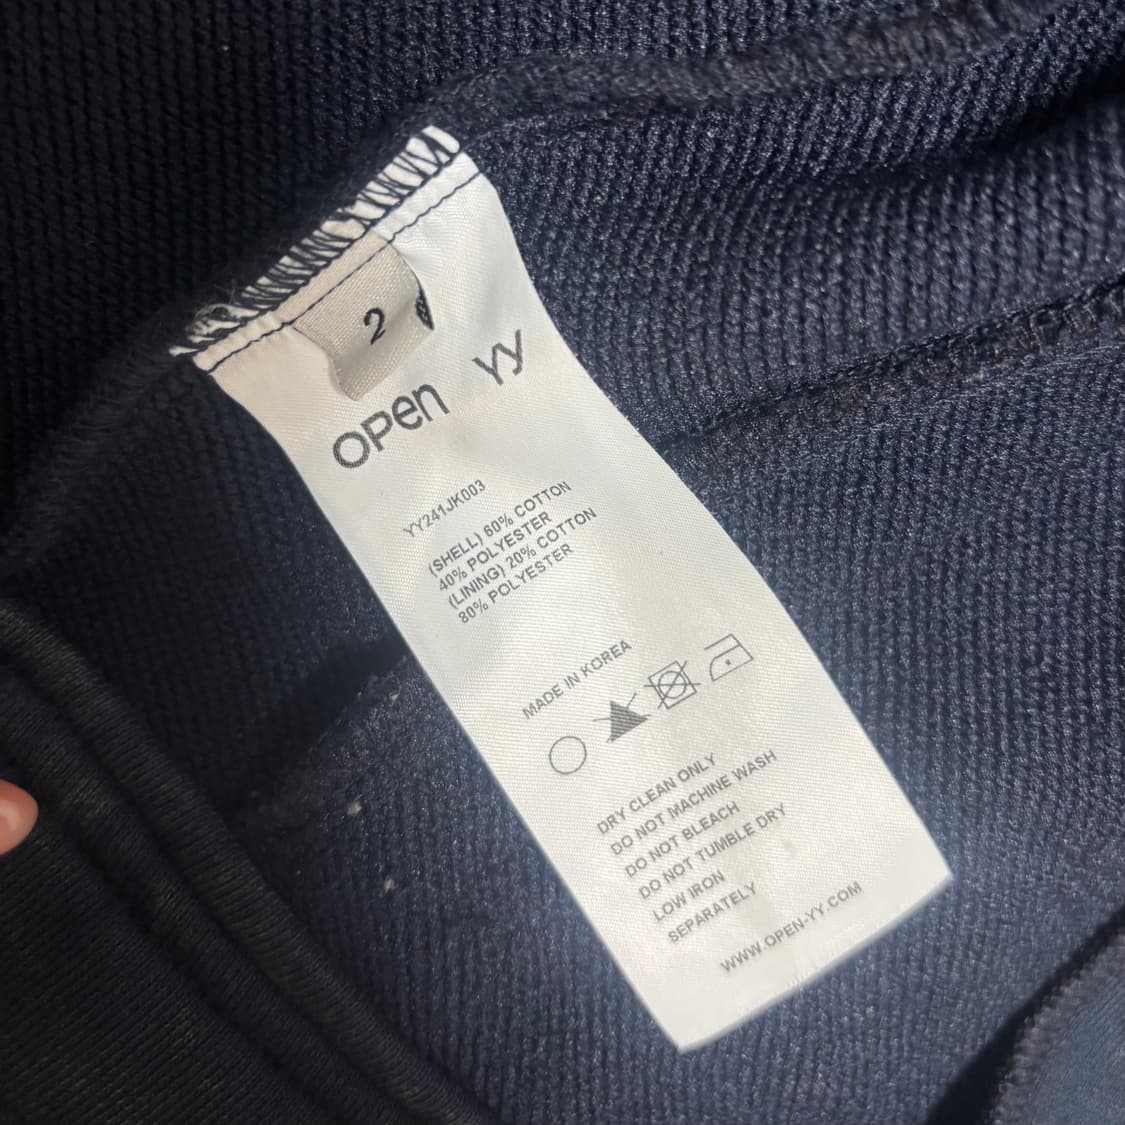 2
OPEN YY
YY241JK003
(SHELL) 60% COTTON
40% POLYESTER
(LINING) 20% COTTON
80% POLYESTER
MADE IN KOREA
DRY CLEAN ONLY
DO NOT MACHINE WASH
DO NOT BLEACH
DO NOT TUMBLE DRY
LOW IRON
SEPARATELY
WWW.OPEN-YY.COM